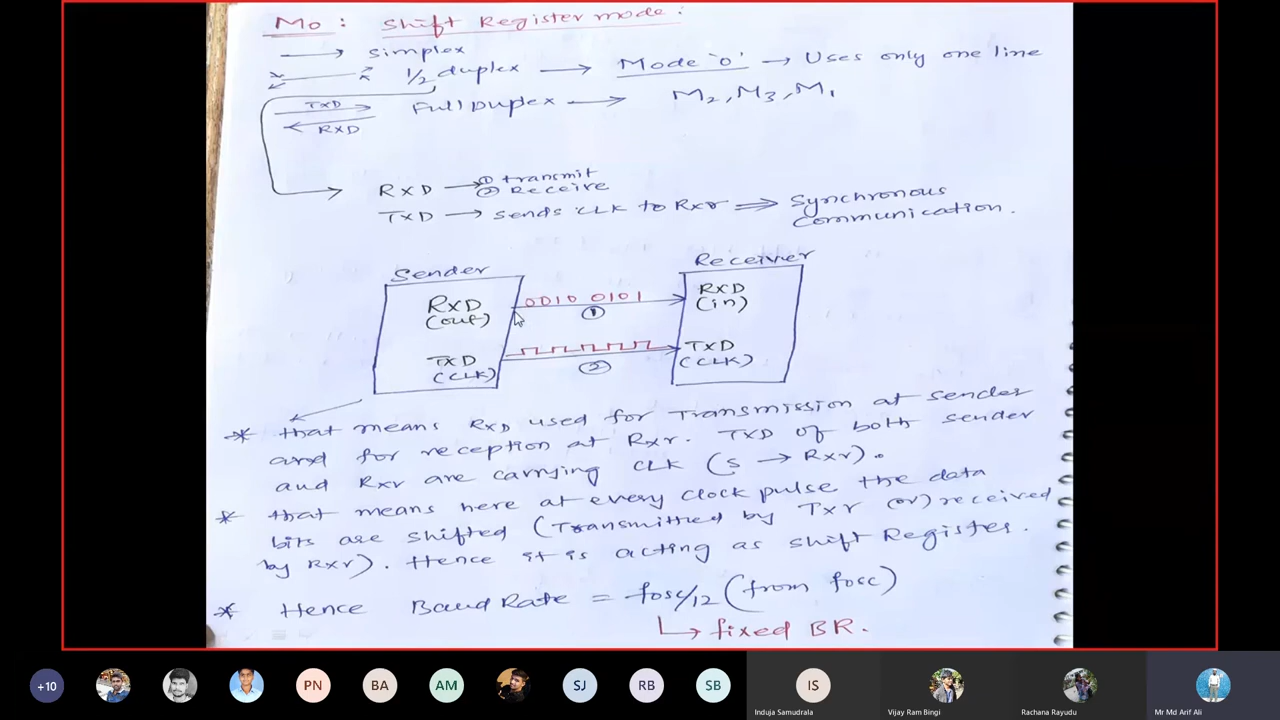 M0 : Shift Register mode :
simplex
1/2 duplex → Mode '0' → Uses only one line
TXD
Full Duplex → M2, M3, M1
RXD
RXD → ① transmit
② Receive
TXD → sends CLK to RXr ⇒ Synchronous
communication.
Sender
Receiver
RXD
(out)
0010 0101
①
RXD
(in)
TXD
(CLK)
②
TXD
(CLK)
* that means RXD used for Transmission at sender
and for reception at RXr. TXD of both sender
and RXr are carrying CLK (S → RXr).
* that means here at every clock pulse the data
bits are shifted (Transmitted by TXr (or) received
by RXr). Hence it is acting as shift Register.
* Hence Baud Rate = fosc/12 (from fosc)
↳ fixed BR.
+10
PN
BA
AM
SJ
RB
SB
IS
Induja Samudrala
Vijay Ram Bingi
Rachana Rayudu
Mr Md Arif Ali